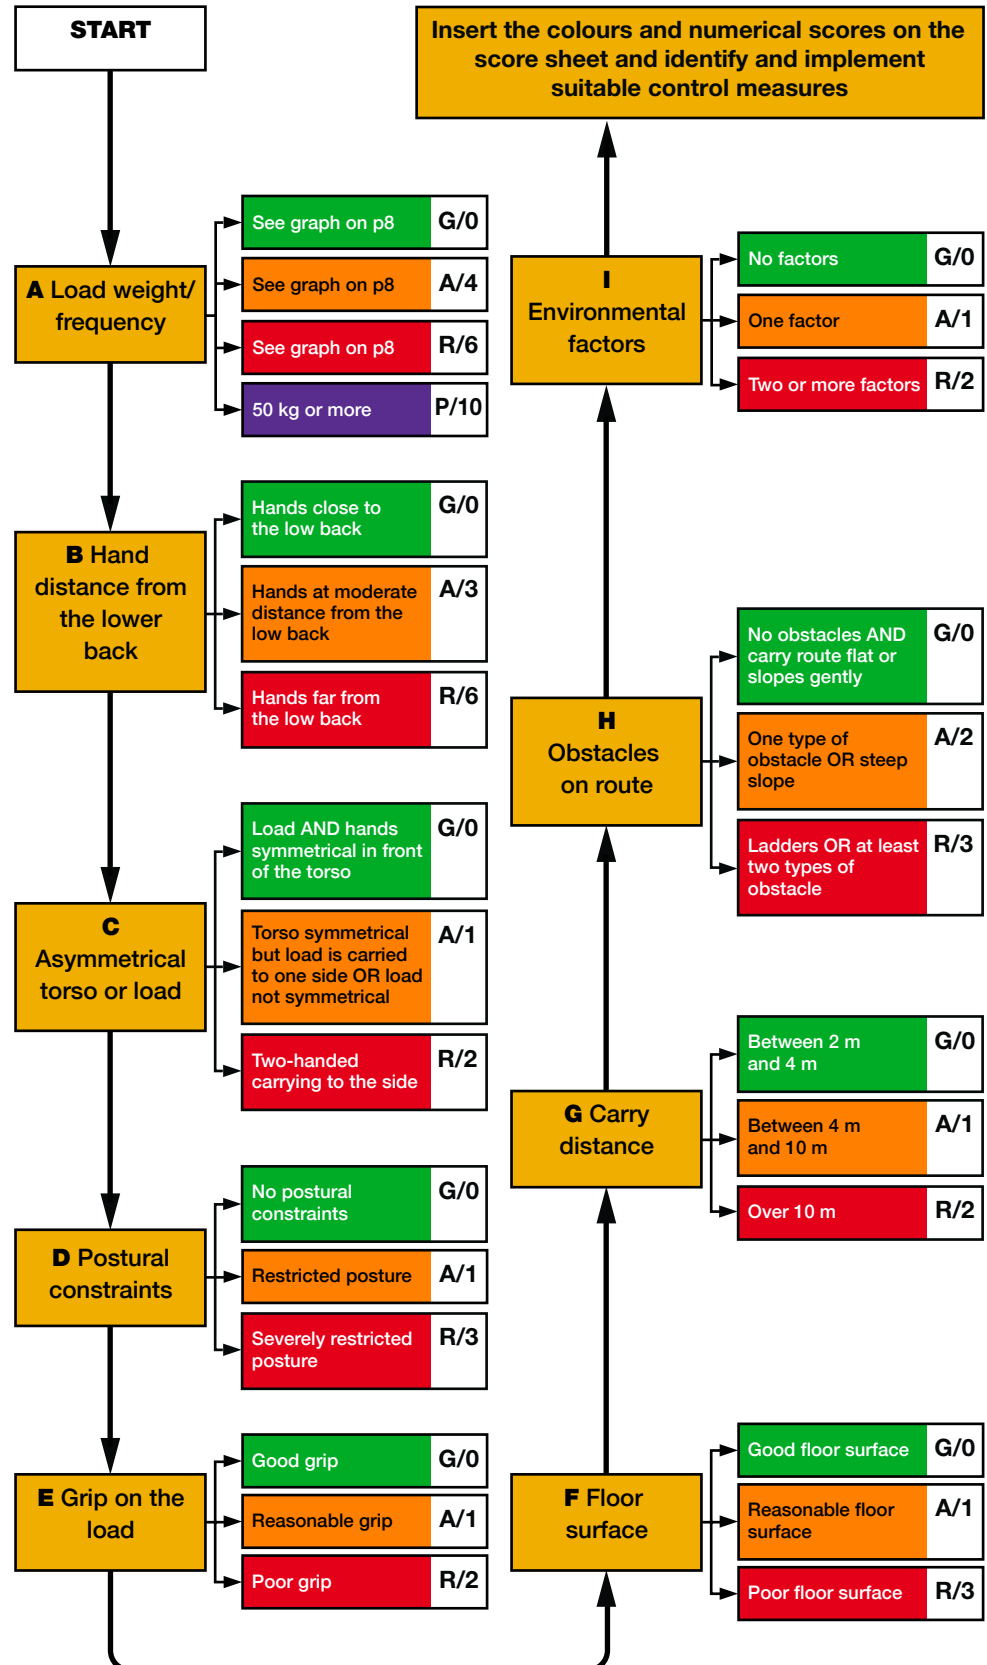 START
A Load weight/
frequency
See graph on p8 G/0
See graph on p8 A/4
See graph on p8 R/6
50 kg or more P/10
B Hand
distance from
the lower
back
Hands close to
the low back
G/0
Hands at moderate
distance from the
low back
A/3
Hands far from
the low back
R/6
C
Asymmetrical
torso or load
Load AND hands
symmetrical in front
of the torso
G/0
Torso symmetrical
but load is carried
to one side OR load
not symmetrical
A/1
Two-handed
carrying to the side
R/2
D Postural
constraints
No postural
constraints
G/0
Restricted posture A/1
Severely restricted
posture
R/3
E Grip on the
load
Good grip G/0
Reasonable grip A/1
Poor grip R/2
F Floor
surface
Good floor surface G/0
Reasonable floor
surface
A/1
Poor floor surface R/3
G Carry
distance
Between 2 m
and 4 m
G/0
Between 4 m
and 10 m
A/1
Over 10 m R/2
H
Obstacles
on route
No obstacles AND
carry route flat or
slopes gently
G/0
One type of
obstacle OR steep
slope
A/2
Ladders OR at least
two types of
obstacle
R/3
I
Environmental
factors
No factors G/0
One factor A/1
Two or more factors R/2
Insert the colours and numerical scores on the
score sheet and identify and implement
suitable control measures